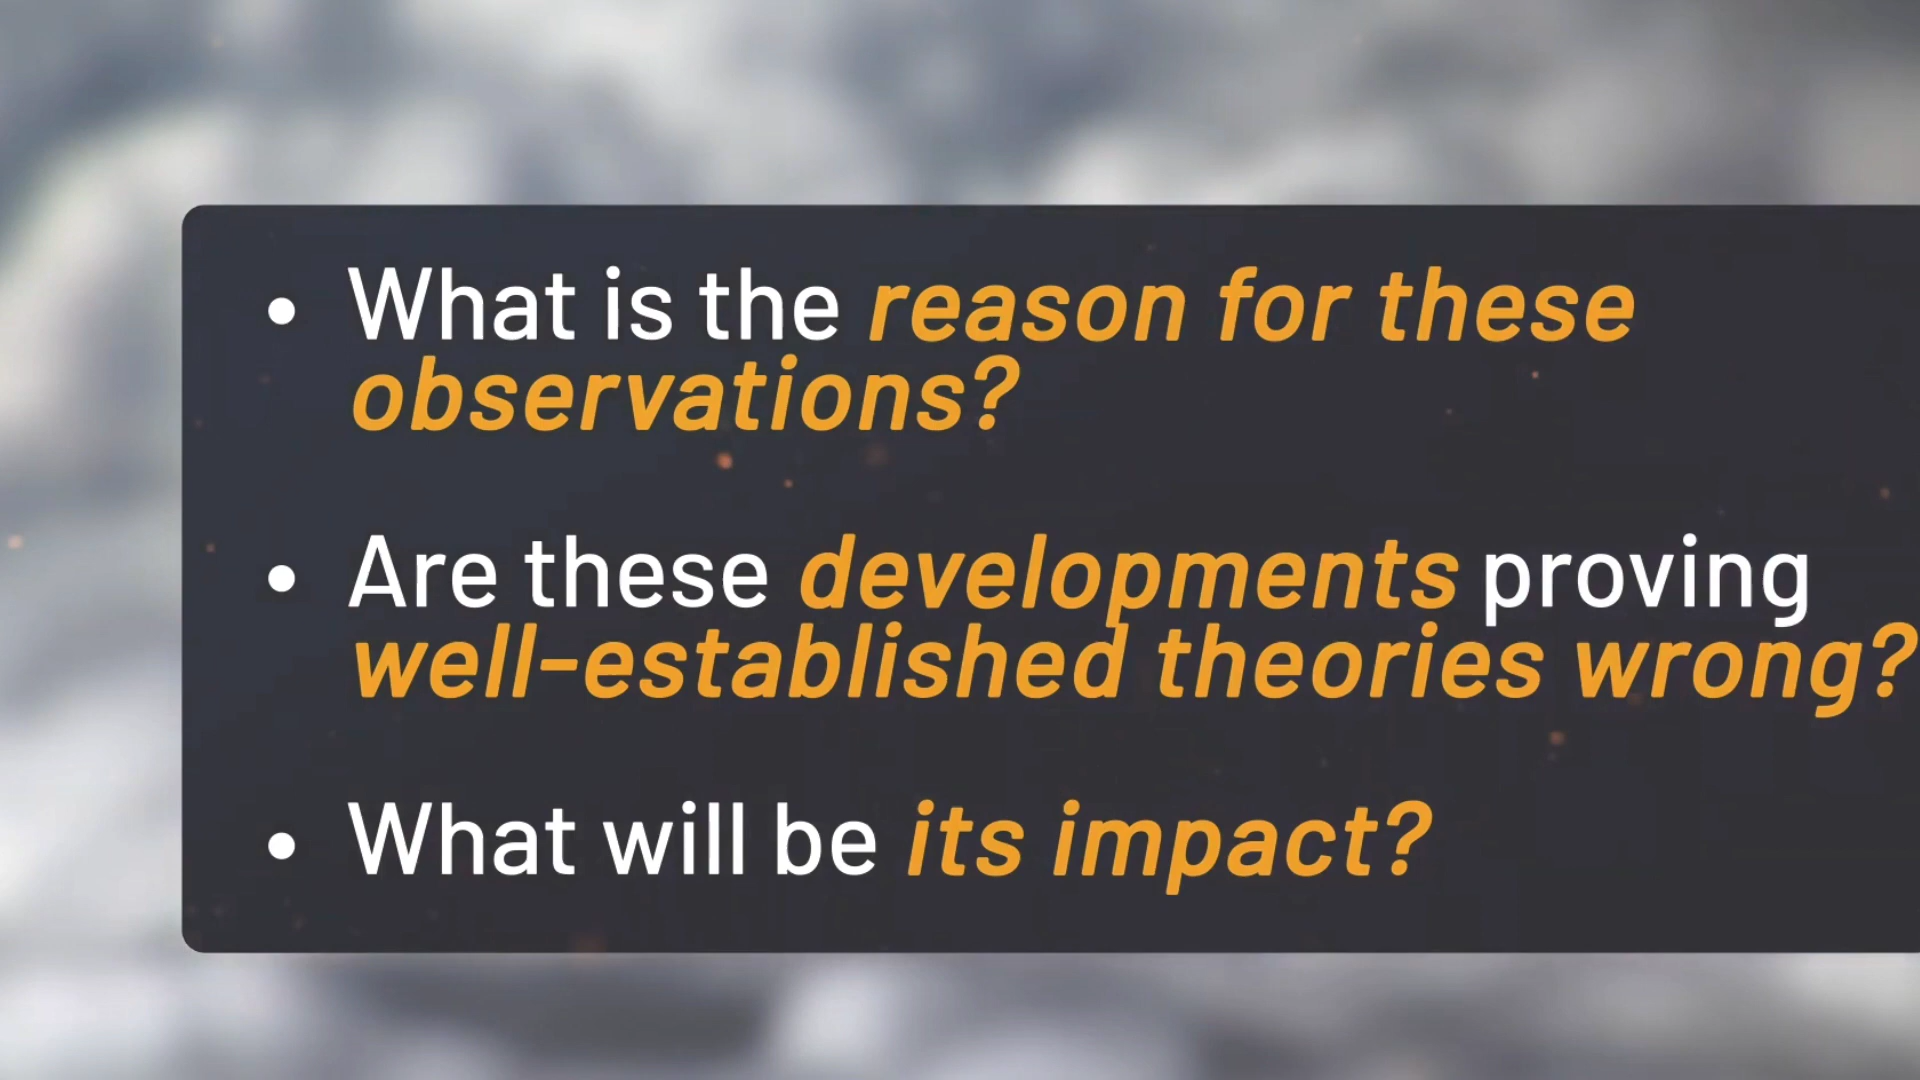 • What is the reason for these
observations?
• Are these developments proving
well-established theories wrong?
• What will be its impact?